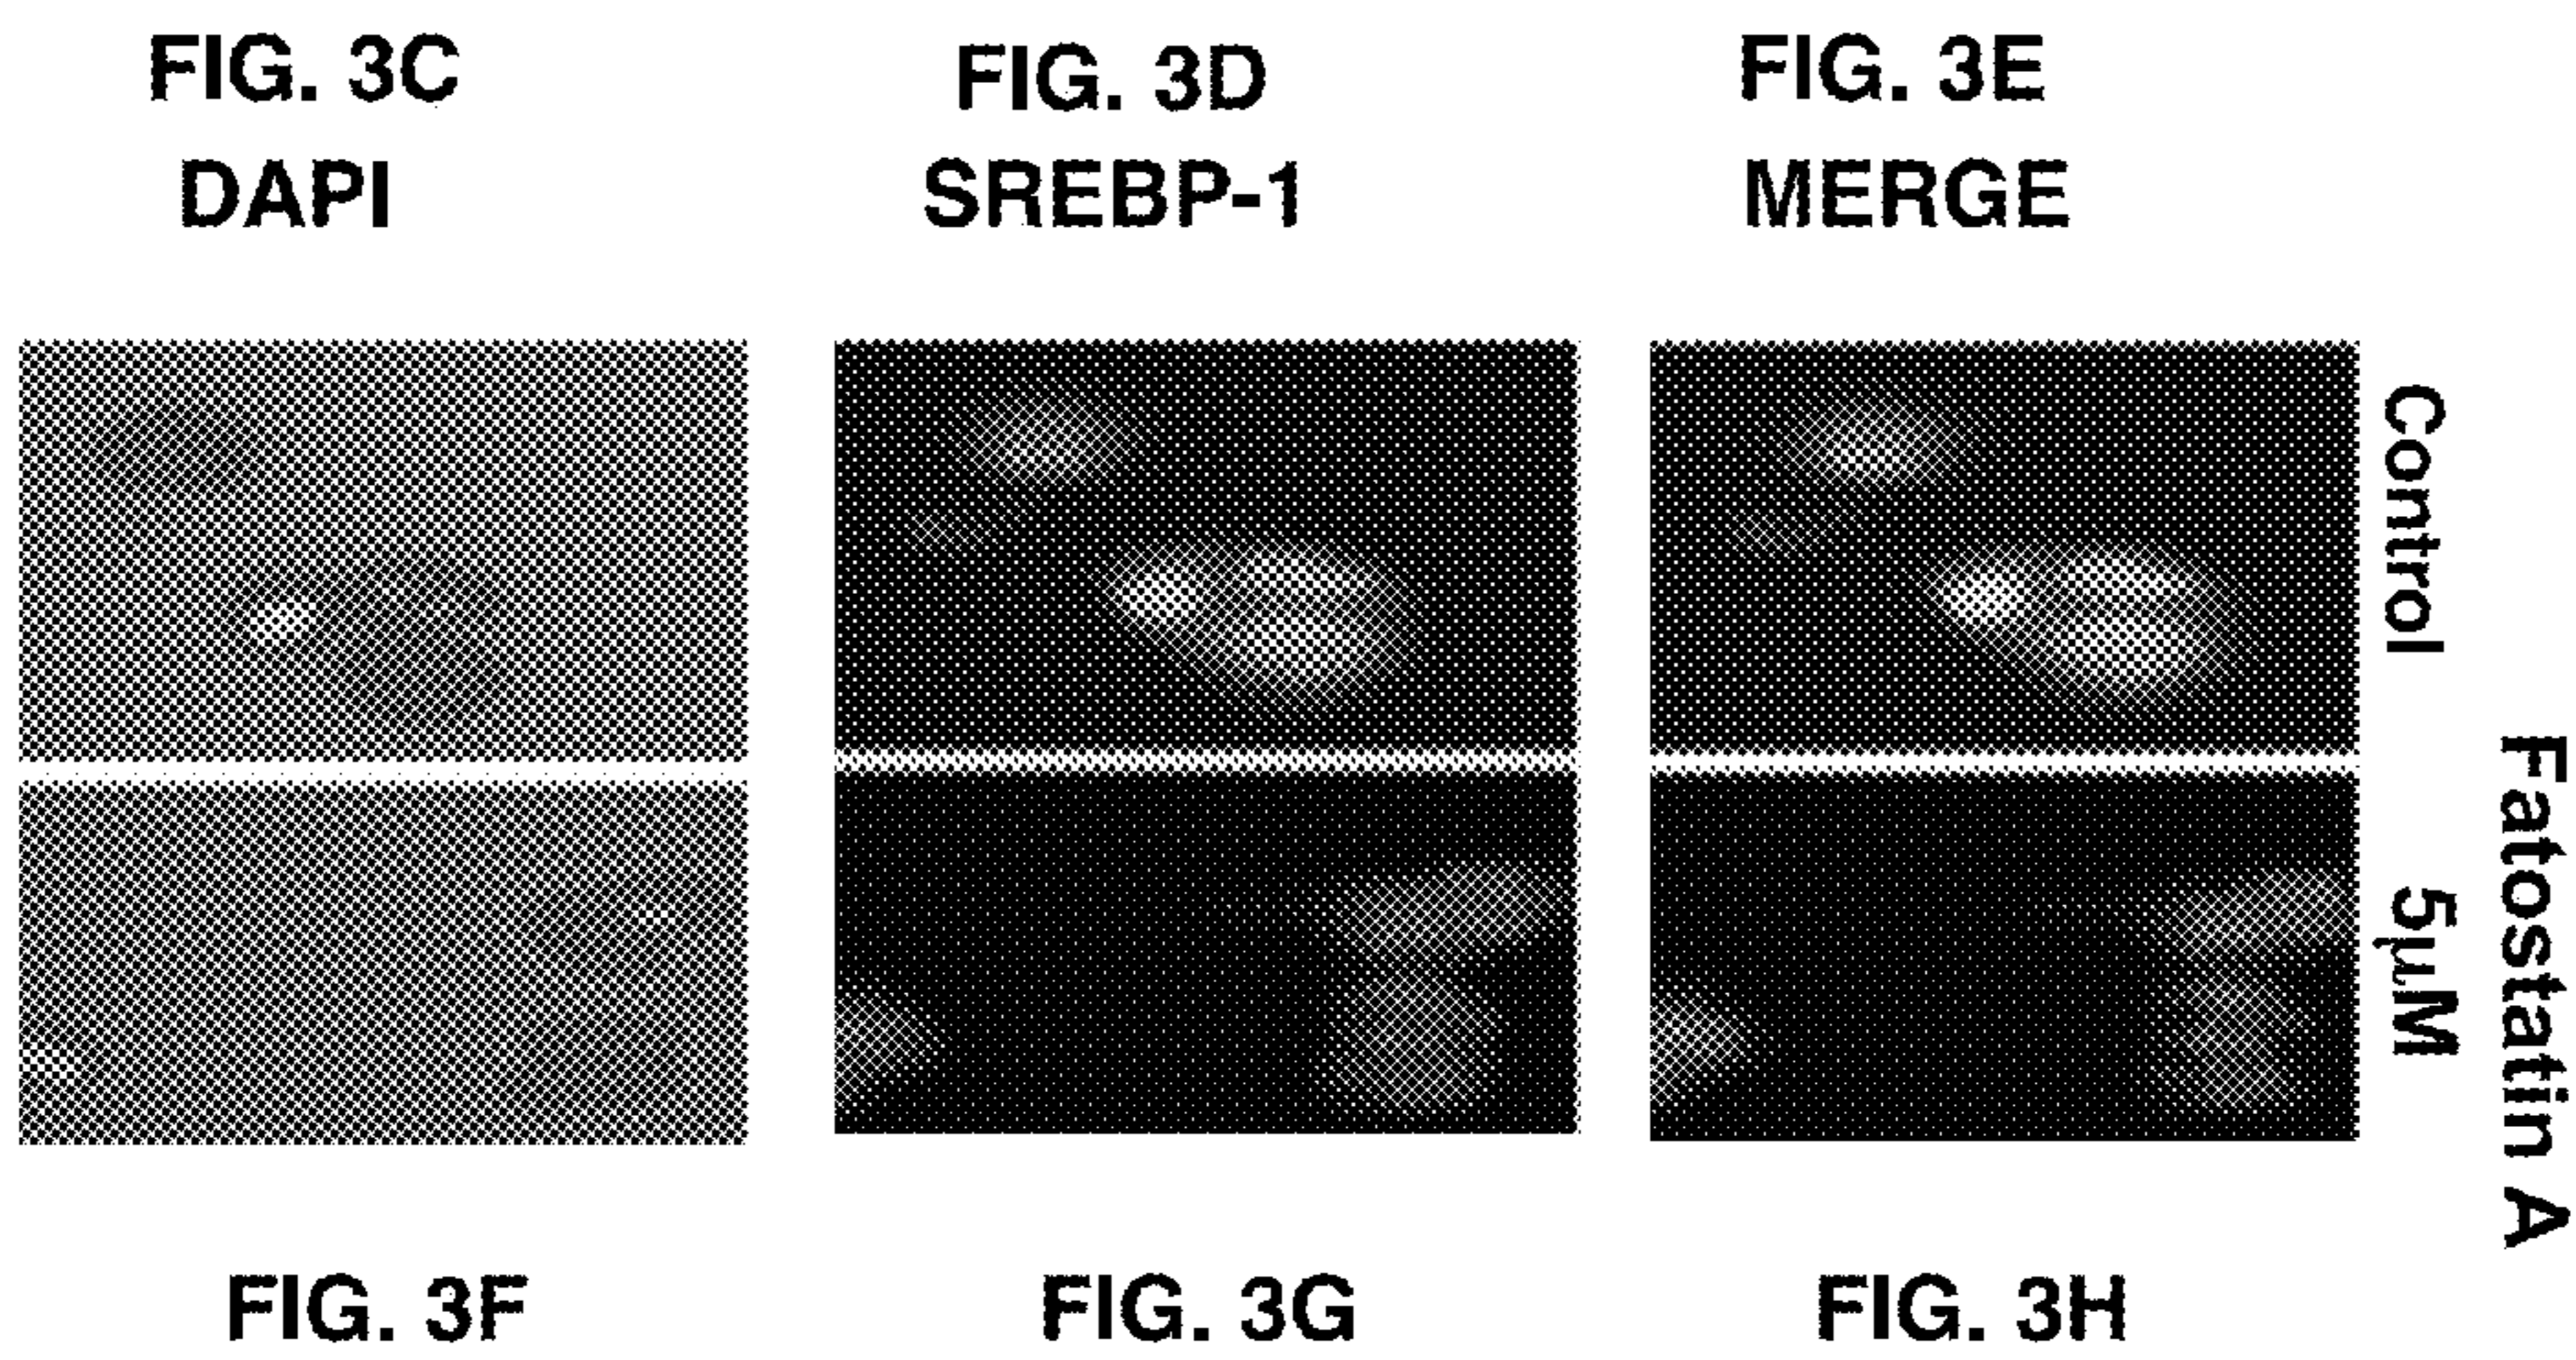 FIG. 3C
DAPI
FIG. 3D
SREBP-1
FIG. 3E
MERGE
Control
5μM
Fatostatin A
FIG. 3F
FIG. 3G
FIG. 3H